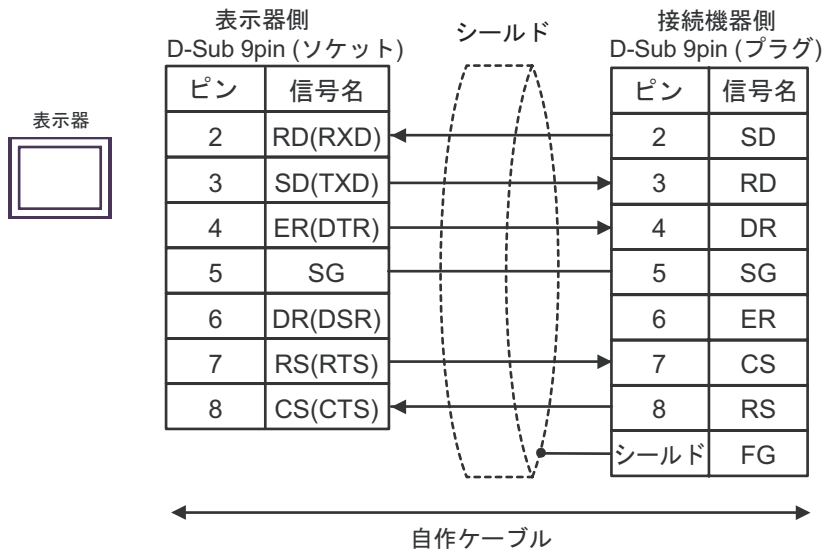 表示器側
D-Sub 9pin (ソケット)
シールド
接続機器側
D-Sub 9pin (プラグ)
表示器
ピン 信号名 ピン 信号名
2 RD(RXD) 2 SD
3 SD(TXD) 3 RD
4 ER(DTR) 4 DR
5 SG 5 SG
6 DR(DSR) 6 ER
7 RS(RTS) 7 CS
8 CS(CTS) 8 RS
シールド FG
自作ケーブル